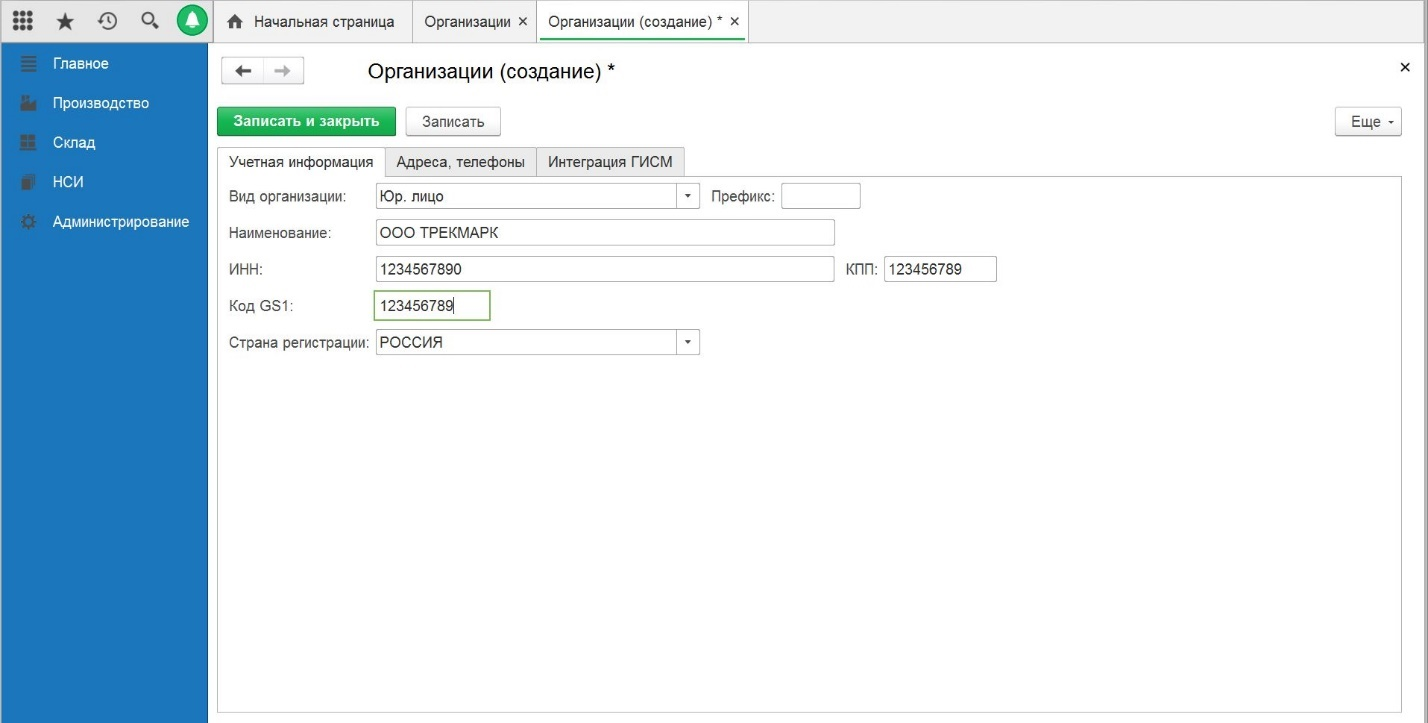 Начальная страница
Организации ×
Организации (создание) * ×
Главное
Производство
Склад
НСИ
Администрирование
Организации (создание) *
Записать и закрыть
Записать
Еще
Учетная информация
Адреса, телефоны
Интеграция ГИСМ
Вид организации: Юр. лицо Префикс:
Наименование: ООО ТРЕКМАРК
ИНН: 1234567890 КПП: 123456789
Код GS1: 123456789
Страна регистрации: РОССИЯ